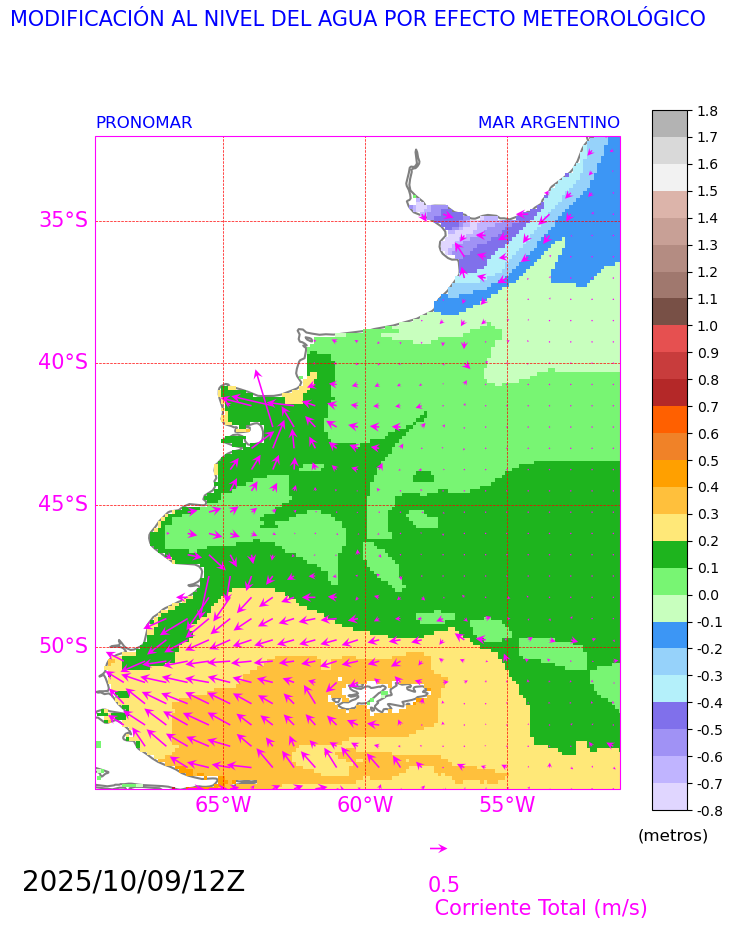 MODIFICACIÓN AL NIVEL DEL AGUA POR EFECTO METEOROLÓGICO
PRONOMAR MAR ARGENTINO
1.8
1.7
1.6
1.5
1.4
1.3
1.2
1.1
1.0
0.9
0.8
0.7
0.6
0.5
0.4
0.3
0.2
0.1
0.0
-0.1
-0.2
-0.3
-0.4
-0.5
-0.6
-0.7
-0.8
(metros)
35°S
40°S
45°S
50°S
65°W 60°W 55°W
2025/10/09/12Z
0.5
Corriente Total (m/s)